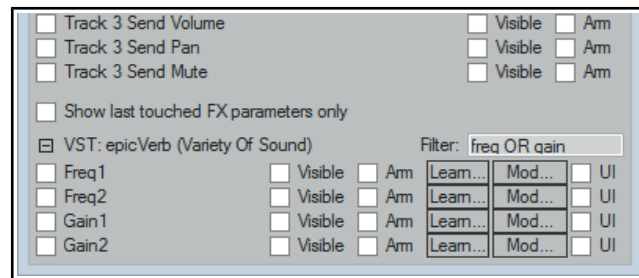 Track 3 Send Volume Visible Arm
Track 3 Send Pan Visible Arm
Track 3 Send Mute Visible Arm
Show last touched FX parameters only
VST: epicVerb (Variety Of Sound) Filter: freq OR gain
Freq1 Visible Arm Learn... Mod... UI
Freq2 Visible Arm Learn... Mod... UI
Gain1 Visible Arm Learn... Mod... UI
Gain2 Visible Arm Learn... Mod... UI